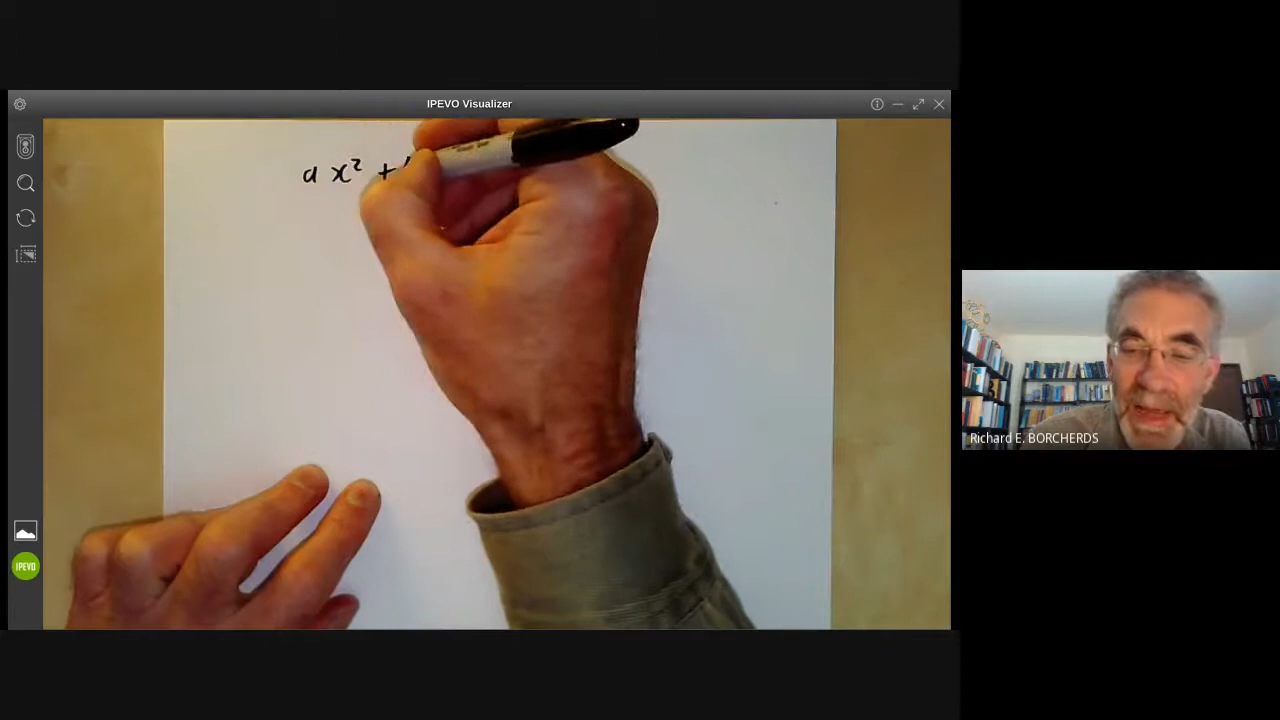 IPEVO Visualizer
a x² +
Richard E. BORCHERDS
IPEVO